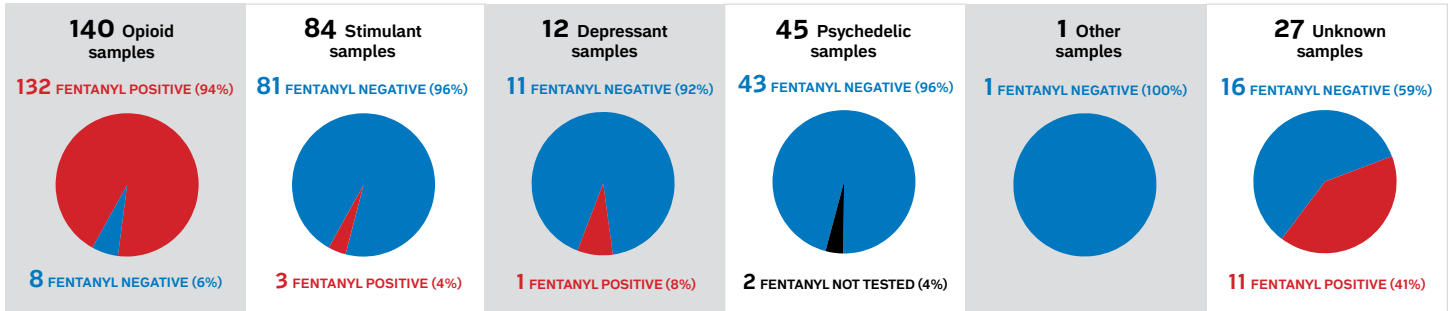 140 Opioid
samples
132 FENTANYL POSITIVE (94%)
8 FENTANYL NEGATIVE (6%)
84 Stimulant
samples
81 FENTANYL NEGATIVE (96%)
3 FENTANYL POSITIVE (4%)
12 Depressant
samples
11 FENTANYL NEGATIVE (92%)
1 FENTANYL POSITIVE (8%)
45 Psychedelic
samples
43 FENTANYL NEGATIVE (96%)
2 FENTANYL NOT TESTED (4%)
1 Other
samples
1 FENTANYL NEGATIVE (100%)
27 Unknown
samples
16 FENTANYL NEGATIVE (59%)
11 FENTANYL POSITIVE (41%)